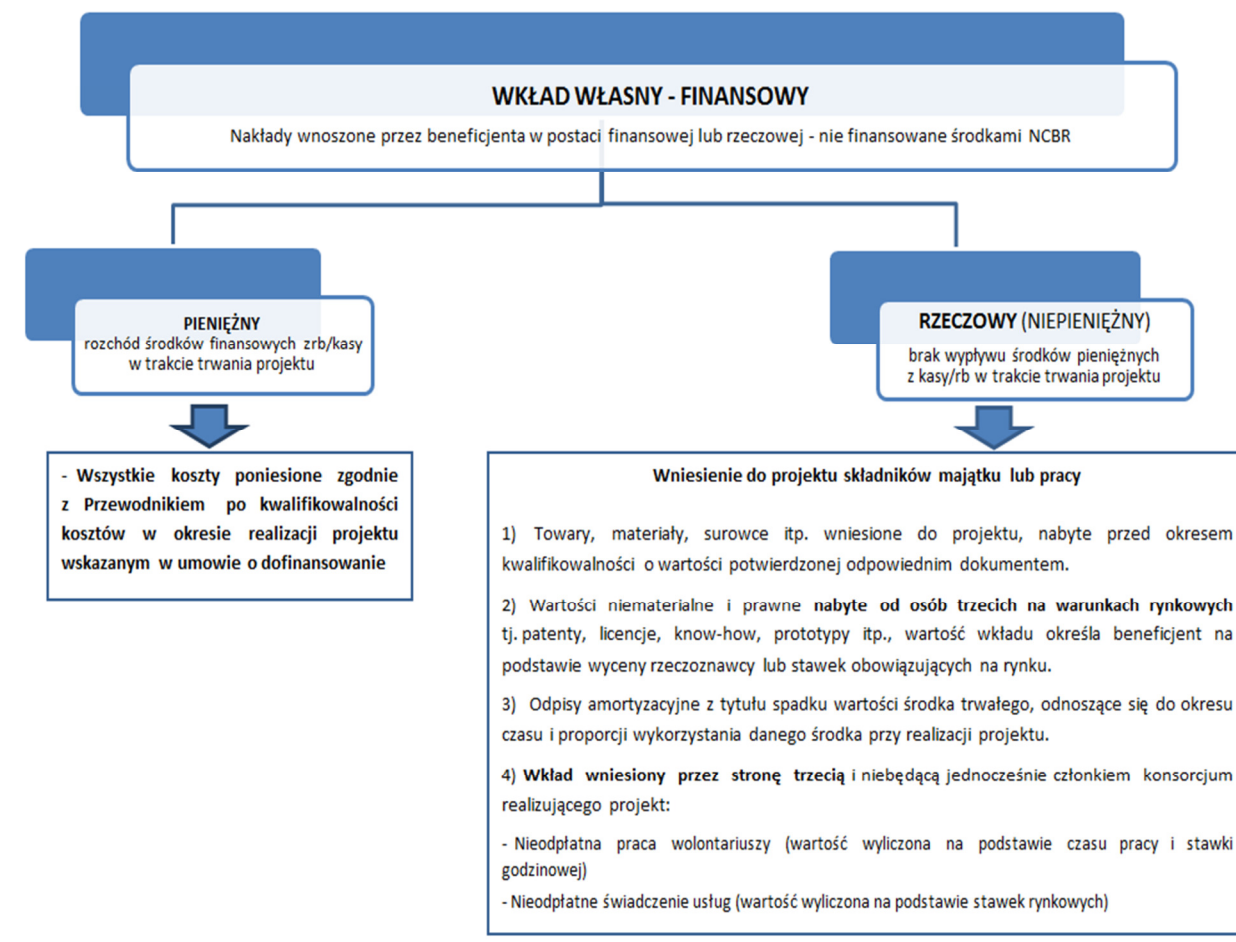 WKŁAD WŁASNY - FINANSOWY
Nakłady wnoszone przez beneficjenta w postaci finansowej lub rzeczowej - nie finansowane środkami NCBR
PIENIĘŻNY
rozchód środków finansowych zrb/kasy
w trakcie trwania projektu
RZECZOWY (NIEPIENIĘŻNY)
brak wypływu środków pieniężnych
z kasy/rb w trakcie trwania projektu
- Wszystkie koszty poniesione zgodnie
z Przewodnikiem po kwalifikowalności
kosztów w okresie realizacji projektu
wskazanym w umowie o dofinansowanie
Wniesienie do projektu składników majątku lub pracy
1) Towary, materiały, surowce itp. wniesione do projektu, nabyte przed okresem
kwalifikowalności o wartości potwierdzonej odpowiednim dokumentem.
2) Wartości niematerialne i prawne nabyte od osób trzecich na warunkach rynkowych
tj. patenty, licencje, know-how, prototypy itp., wartość wkładu określa beneficjent na
podstawie wyceny rzeczoznawcy lub stawek obowiązujących na rynku.
3) Odpisy amortyzacyjne z tytułu spadku wartości środka trwałego, odnoszące się do okresu
czasu i proporcji wykorzystania danego środka przy realizacji projektu.
4) Wkład wniesiony przez stronę trzecią i niebędącą jednocześnie członkiem konsorcjum
realizującego projekt:
- Nieodpłatna praca wolontariuszy (wartość wyliczona na podstawie czasu pracy i stawki
godzinowej)
- Nieodpłatne świadczenie usług (wartość wyliczona na podstawie stawek rynkowych)